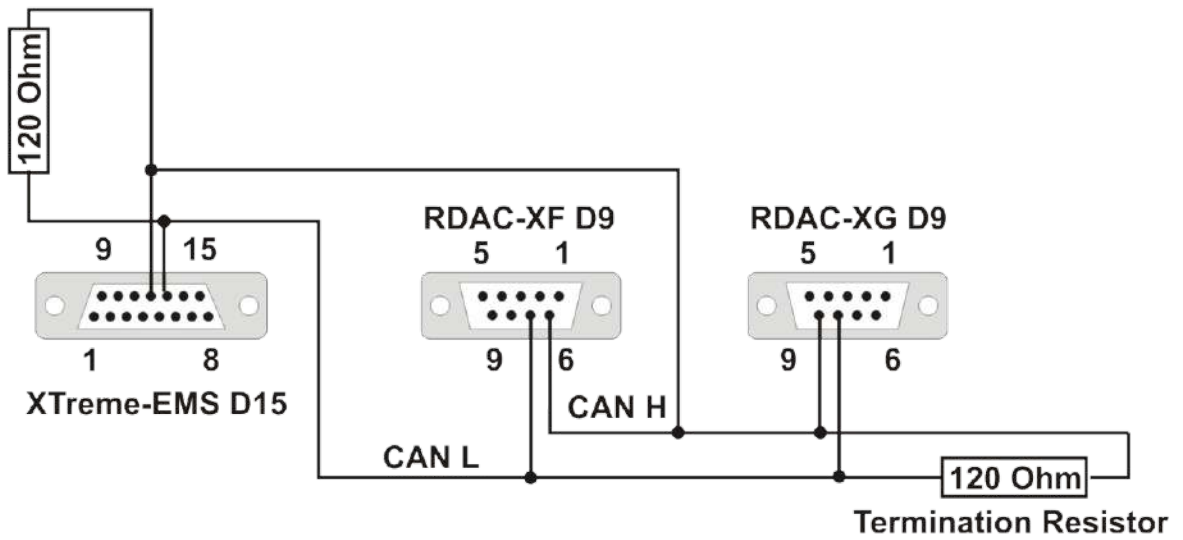 120 Ohm
RDAC-XF D9
RDAC-XG D9
9 15
5 1
5 1
1 8
9 6
9 6
XTreme-EMS D15
CAN H
CAN L
120 Ohm
Termination Resistor